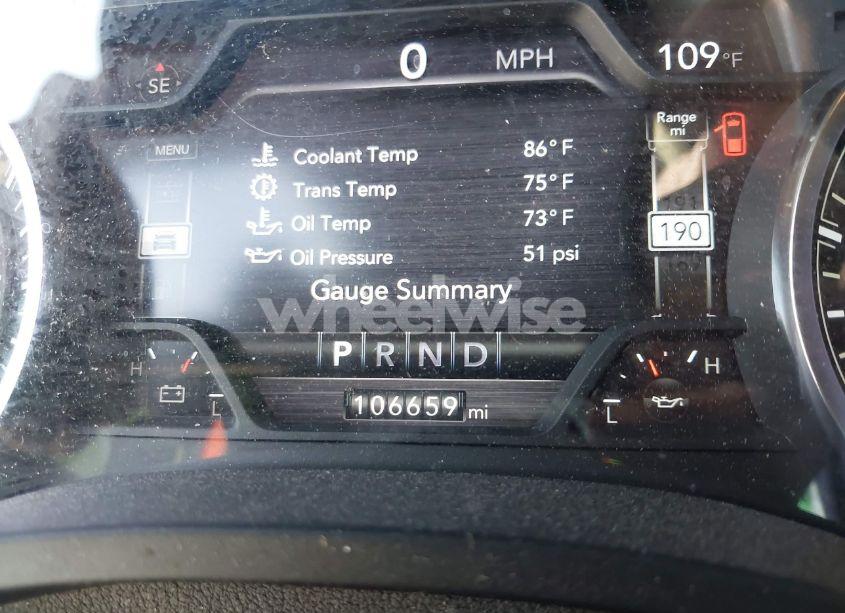 0 MPH 109°F
SE
Range
mi
MENU
Coolant Temp 86°F
Trans Temp 75°F
191
Oil Temp 73°F
190
Oil Pressure 51 psi
Gauge Summary
wheelwise
P R N D
H
H
L
106659 mi
L